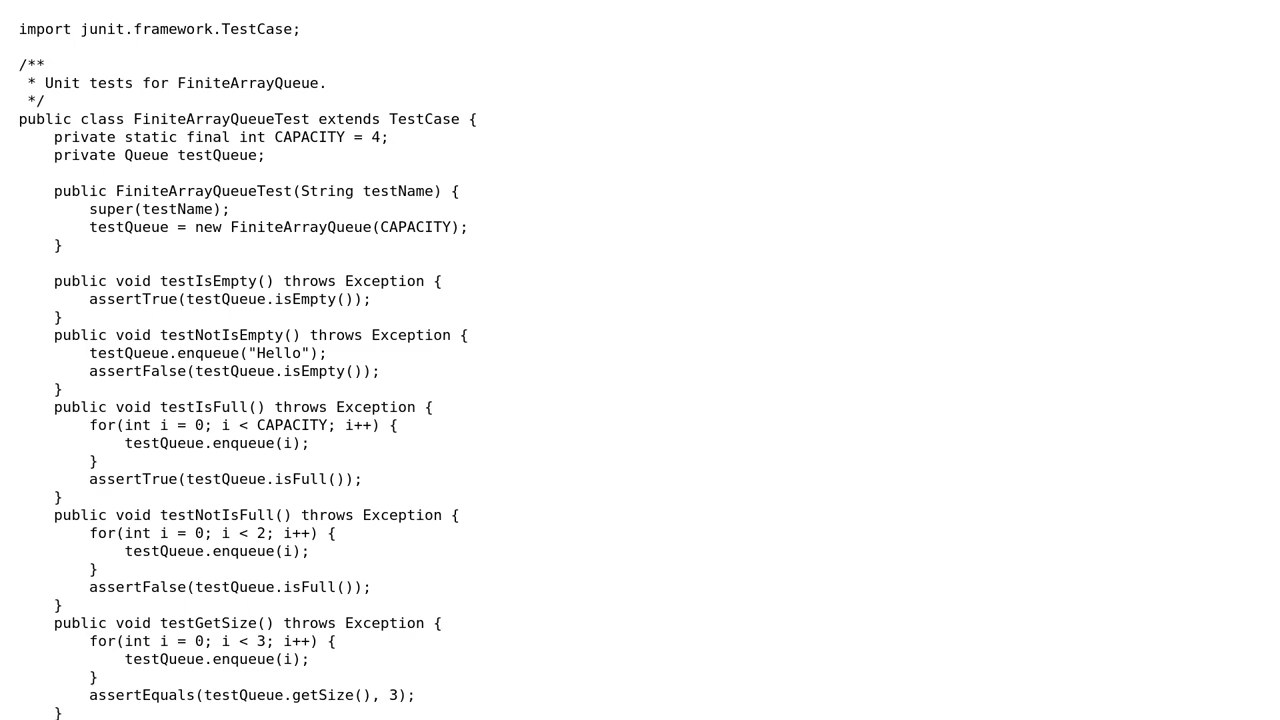 import junit.framework.TestCase;

/**
 * Unit tests for FiniteArrayQueue.
 */
public class FiniteArrayQueueTest extends TestCase {
    private static final int CAPACITY = 4;
    private Queue testQueue;

    public FiniteArrayQueueTest(String testName) {
        super(testName);
        testQueue = new FiniteArrayQueue(CAPACITY);
    }

    public void testIsEmpty() throws Exception {
        assertTrue(testQueue.isEmpty());
    }
    public void testNotIsEmpty() throws Exception {
        testQueue.enqueue("Hello");
        assertFalse(testQueue.isEmpty());
    }
    public void testIsFull() throws Exception {
        for(int i = 0; i < CAPACITY; i++) {
            testQueue.enqueue(i);
        }
        assertTrue(testQueue.isFull());
    }
    public void testNotIsFull() throws Exception {
        for(int i = 0; i < 2; i++) {
            testQueue.enqueue(i);
        }
        assertFalse(testQueue.isFull());
    }
    public void testGetSize() throws Exception {
        for(int i = 0; i < 3; i++) {
            testQueue.enqueue(i);
        }
        assertEquals(testQueue.getSize(), 3);
    }